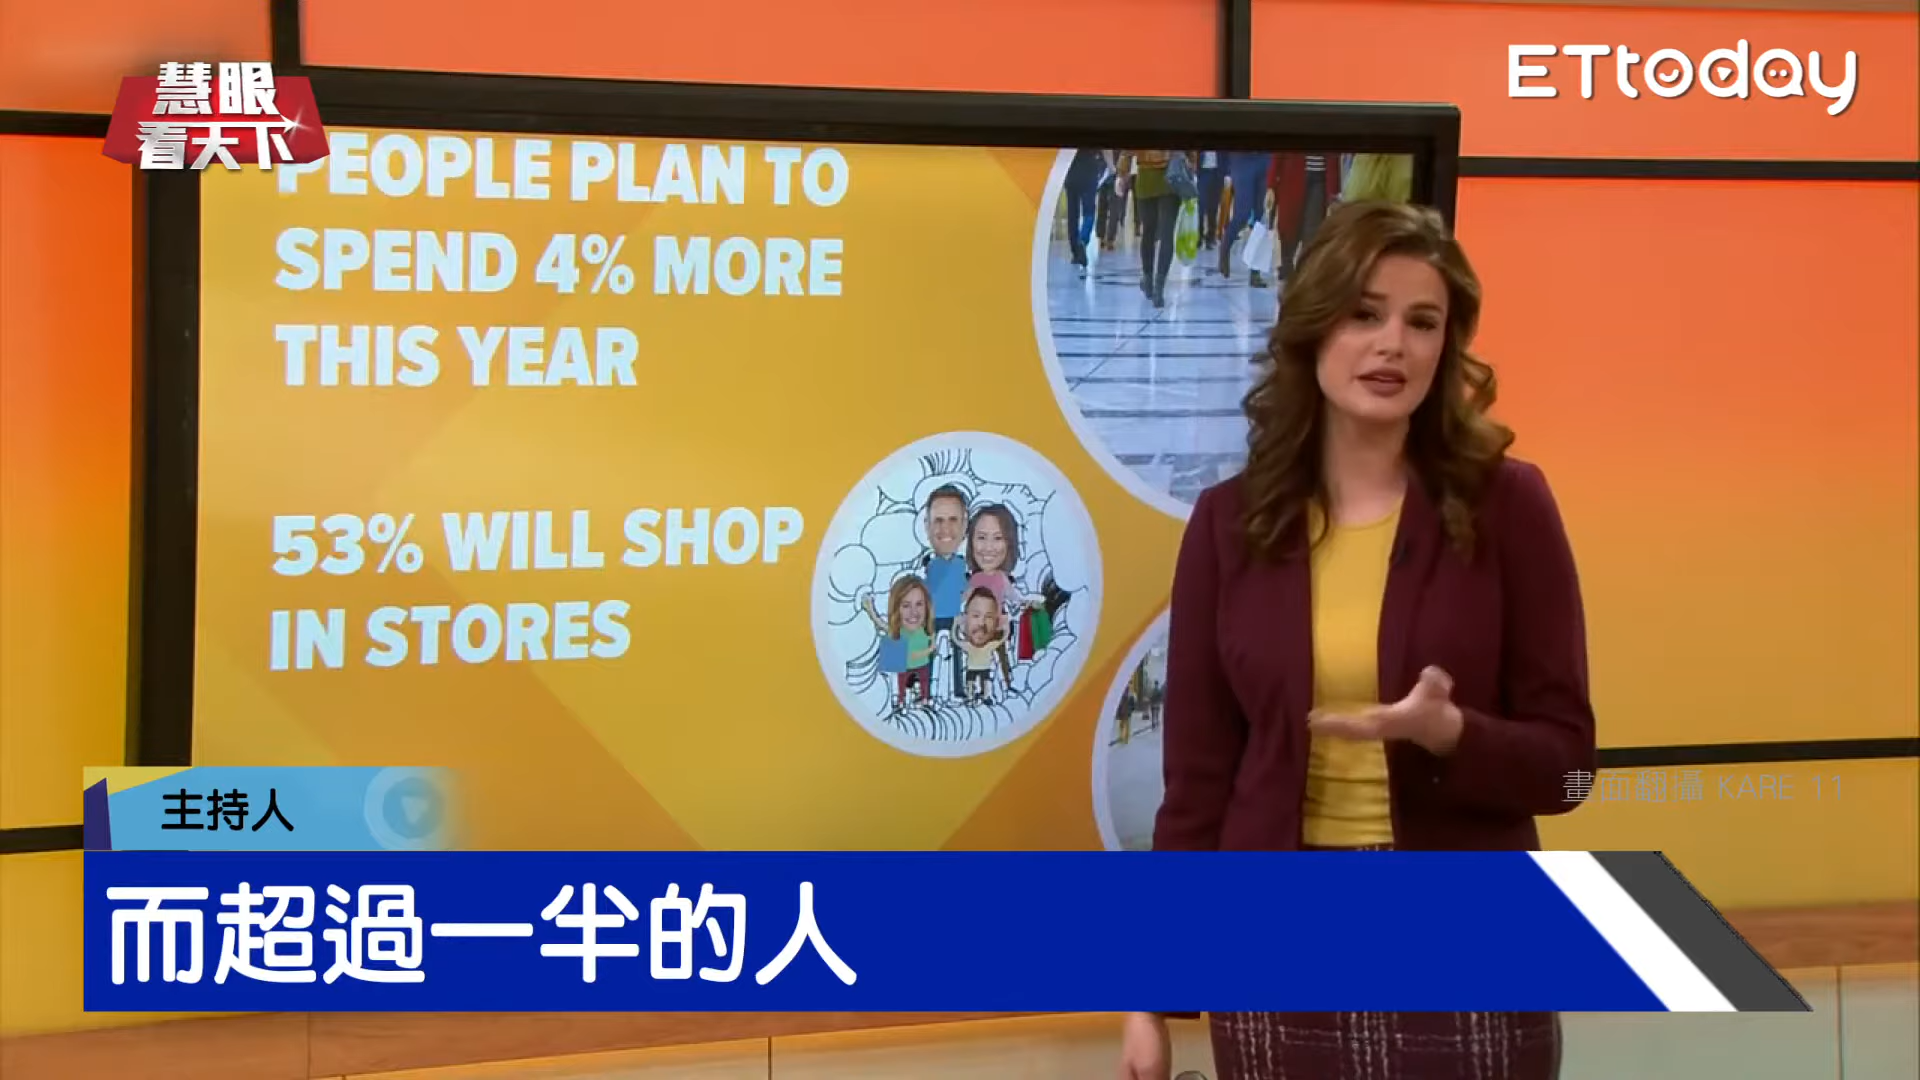 慧眼
看天下
ETtoday
PEOPLE PLAN TO
SPEND 4% MORE
THIS YEAR
53% WILL SHOP
IN STORES
畫面翻攝 KARE 11
主持人
而超過一半的人